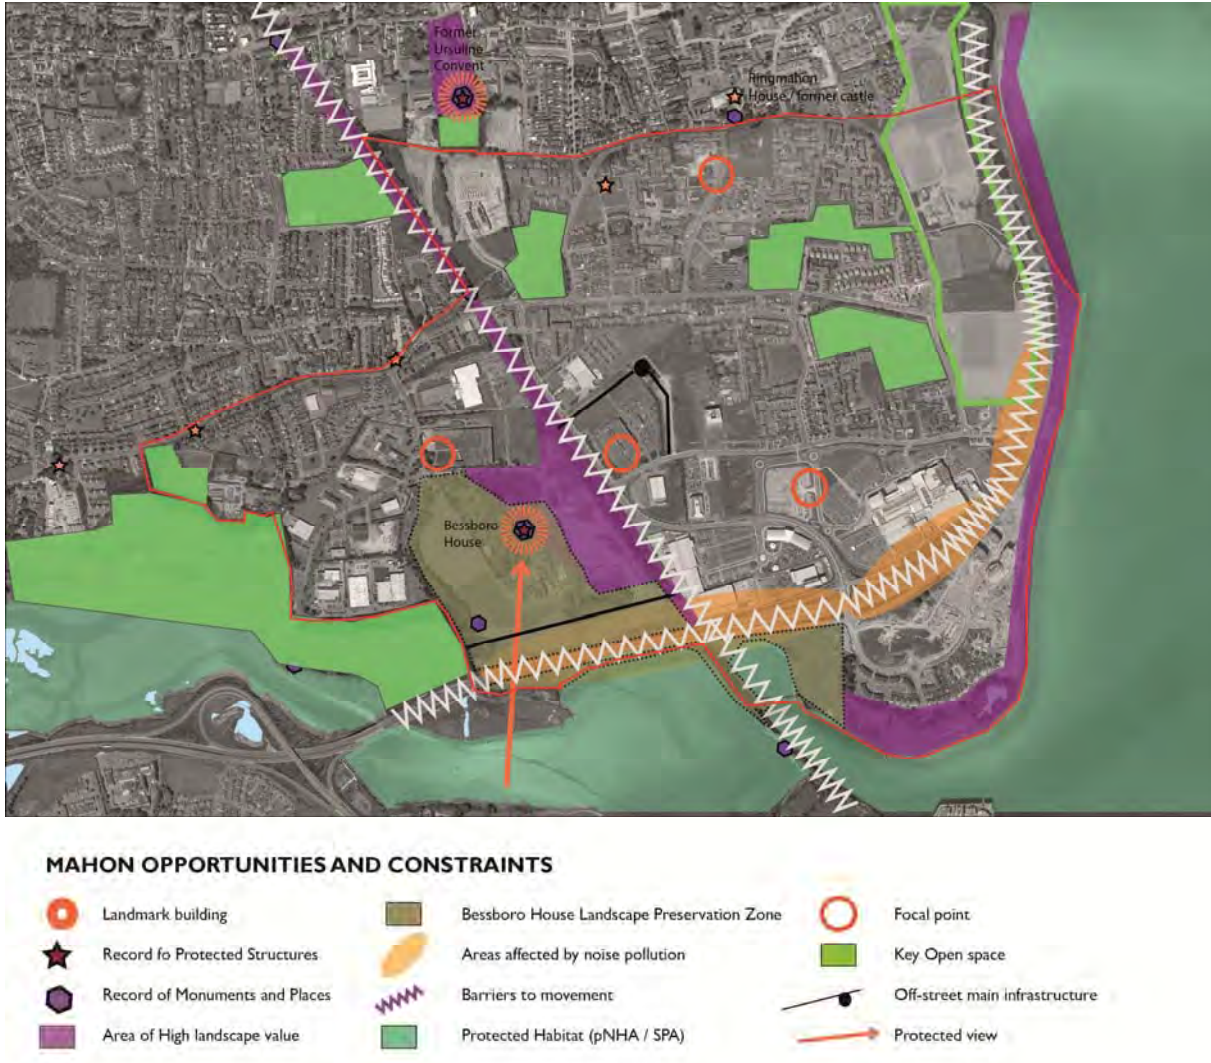 Former
Ursuline
Convent
Ringmahon
House / former castle
Bessboro
House
MAHON OPPORTUNITIES AND CONSTRAINTS
Landmark building
Bessboro House Landscape Preservation Zone
Focal point
Record fo Protected Structures
Areas affected by noise pollution
Key Open space
Record of Monuments and Places
Barriers to movement
Off-street main infrastructure
Area of High landscape value
Protected Habitat (pNHA / SPA)
Protected view